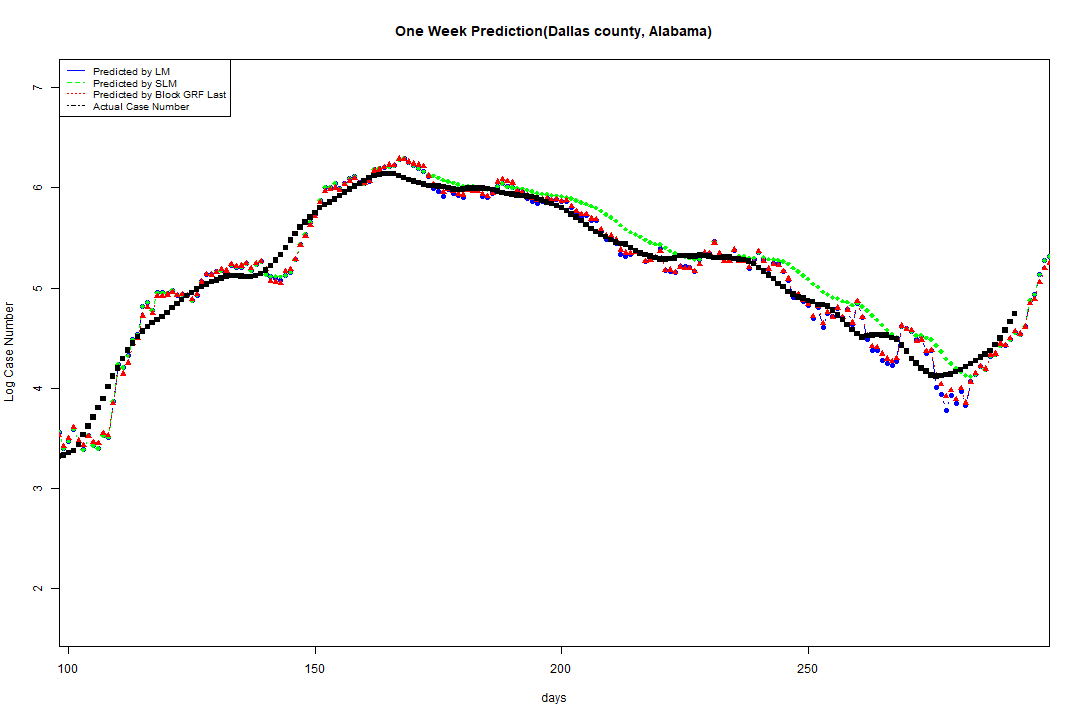 One Week Prediction(Dallas county, Alabama)
Predicted by LM
Predicted by SLM
Predicted by Block GRF Last
Actual Case Number
7
6
5
4
3
2
Log Case Number
100 150 200 250
days